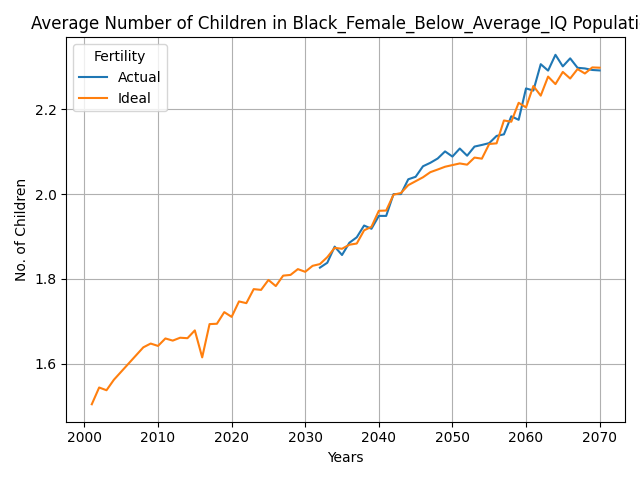 Average Number of Children in Black_Female_Below_Average_IQ Populati
Fertility
Actual
Ideal
2.2
2.0
1.8
1.6
No. of Children
2000 2010 2020 2030 2040 2050 2060 2070
Years